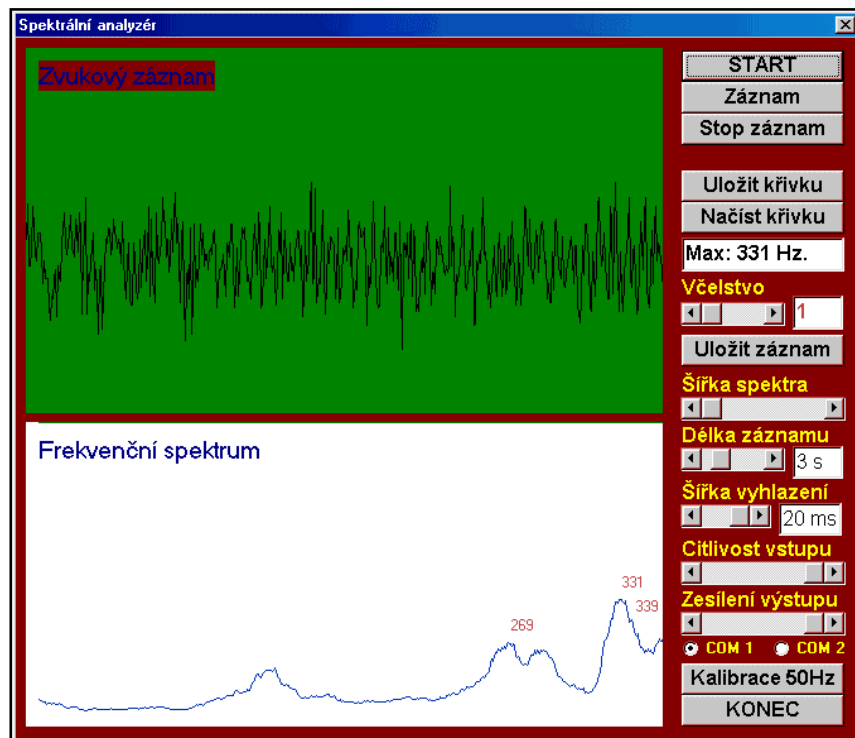 Spektrální analyzér
Zvukový záznam
START
Záznam
Stop záznam
Uložit křivku
Načíst křivku
Max: 331 Hz.
Včelstvo
1
Uložit záznam
Šířka spektra
Délka záznamu
3 s
Šířka vyhlazení
20 ms
Citlivost vstupu
Zesílení výstupu
COM 1 COM 2
Kalibrace 50Hz
KONEC
Frekvenční spektrum
269
331
339